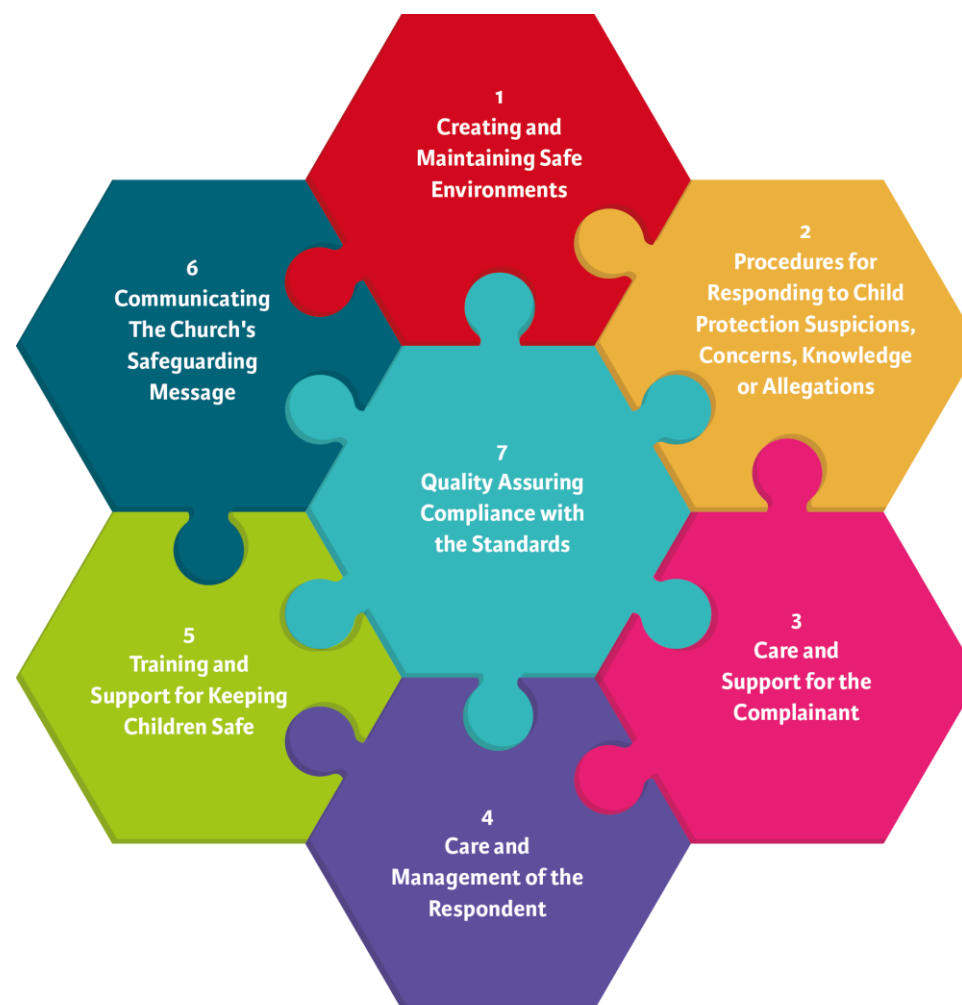 1
Creating and
Maintaining Safe
Environments
2
Procedures for
Responding to Child
Protection Suspicions,
Concerns, Knowledge
or Allegations
3
Care and
Support for the
Complainant
4
Care and
Management of the
Respondent
5
Training and
Support for Keeping
Children Safe
6
Communicating
The Church's
Safeguarding
Message
7
Quality Assuring
Compliance with
the Standards